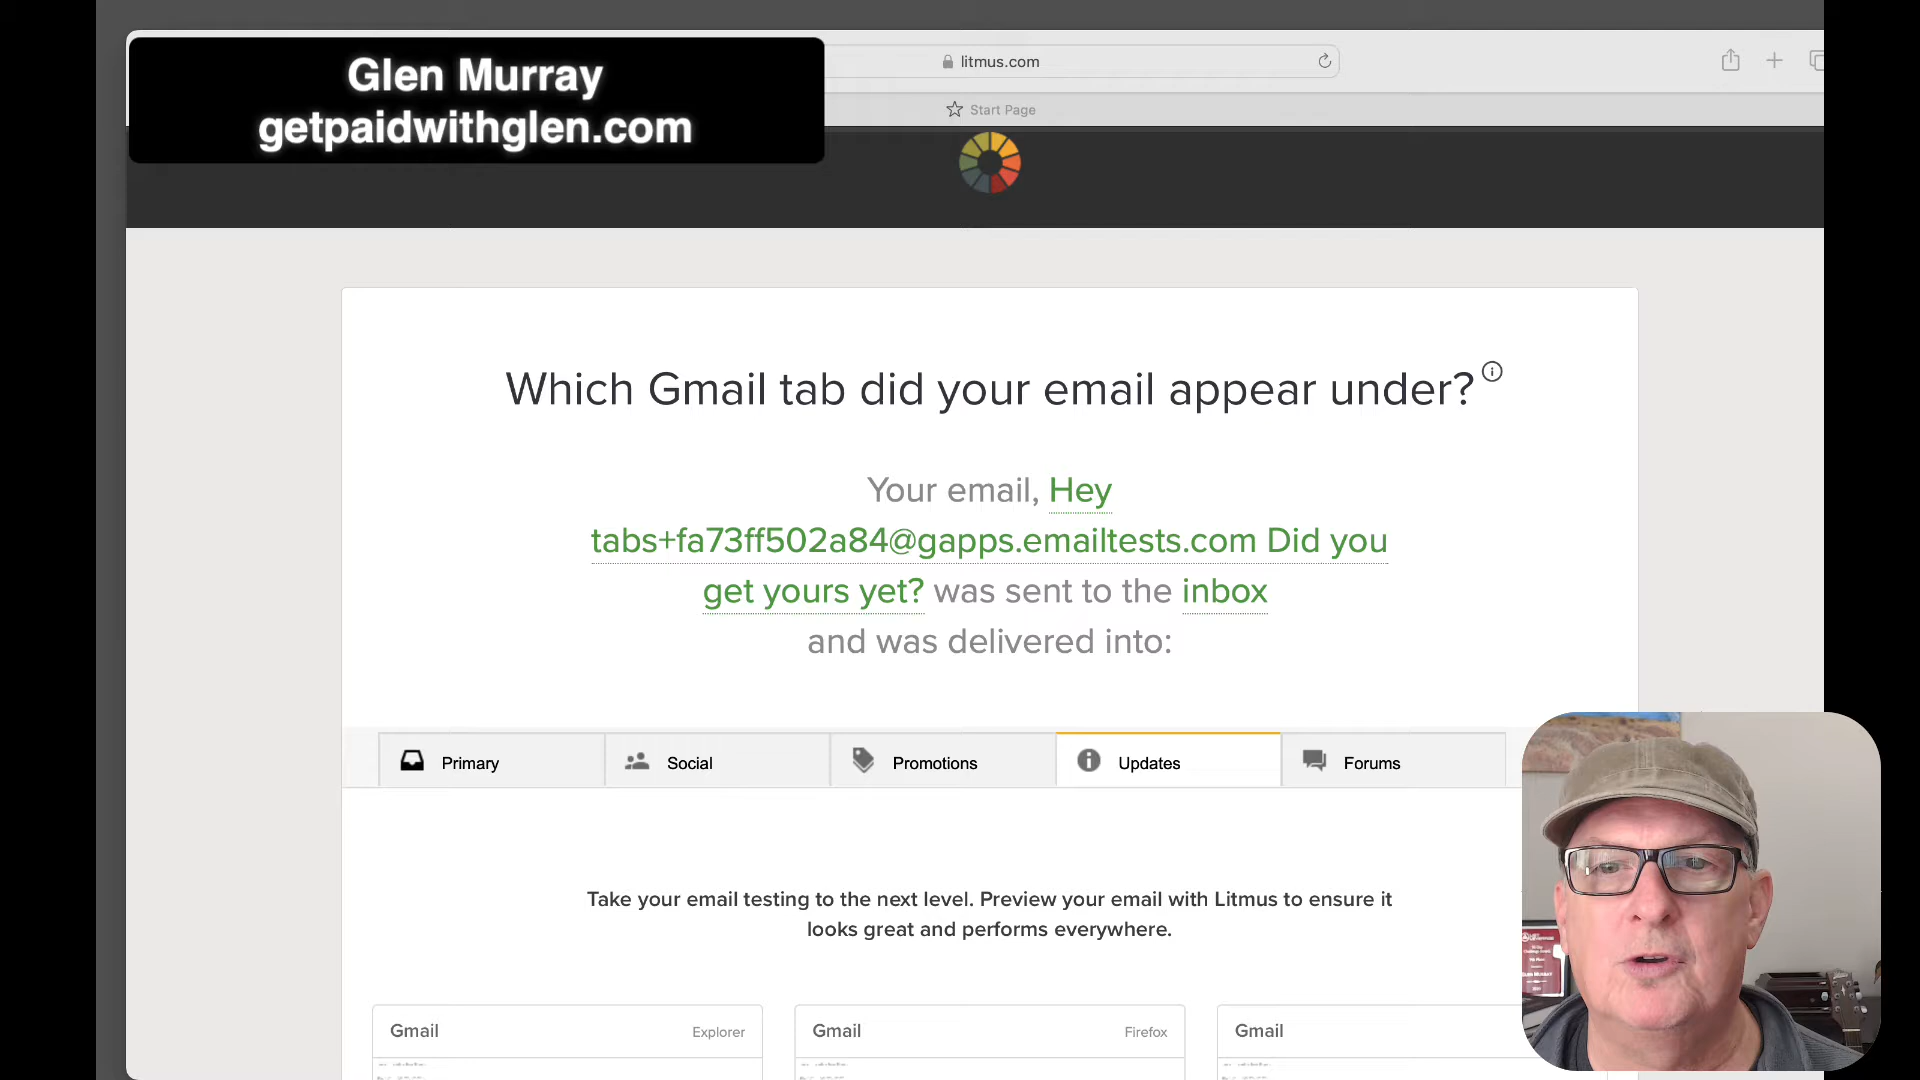 Glen Murray
getpaidwithglen.com
litmus.com
Start Page
Which Gmail tab did your email appear under?
Your email, Hey
tabs+fa73ff502a84@gapps.emailtests.com Did you
get yours yet? was sent to the inbox
and was delivered into:
Primary
Social
Promotions
Updates
Forums
Take your email testing to the next level. Preview your email with Litmus to ensure it
looks great and performs everywhere.
Gmail
Explorer
Gmail
Firefox
Gmail